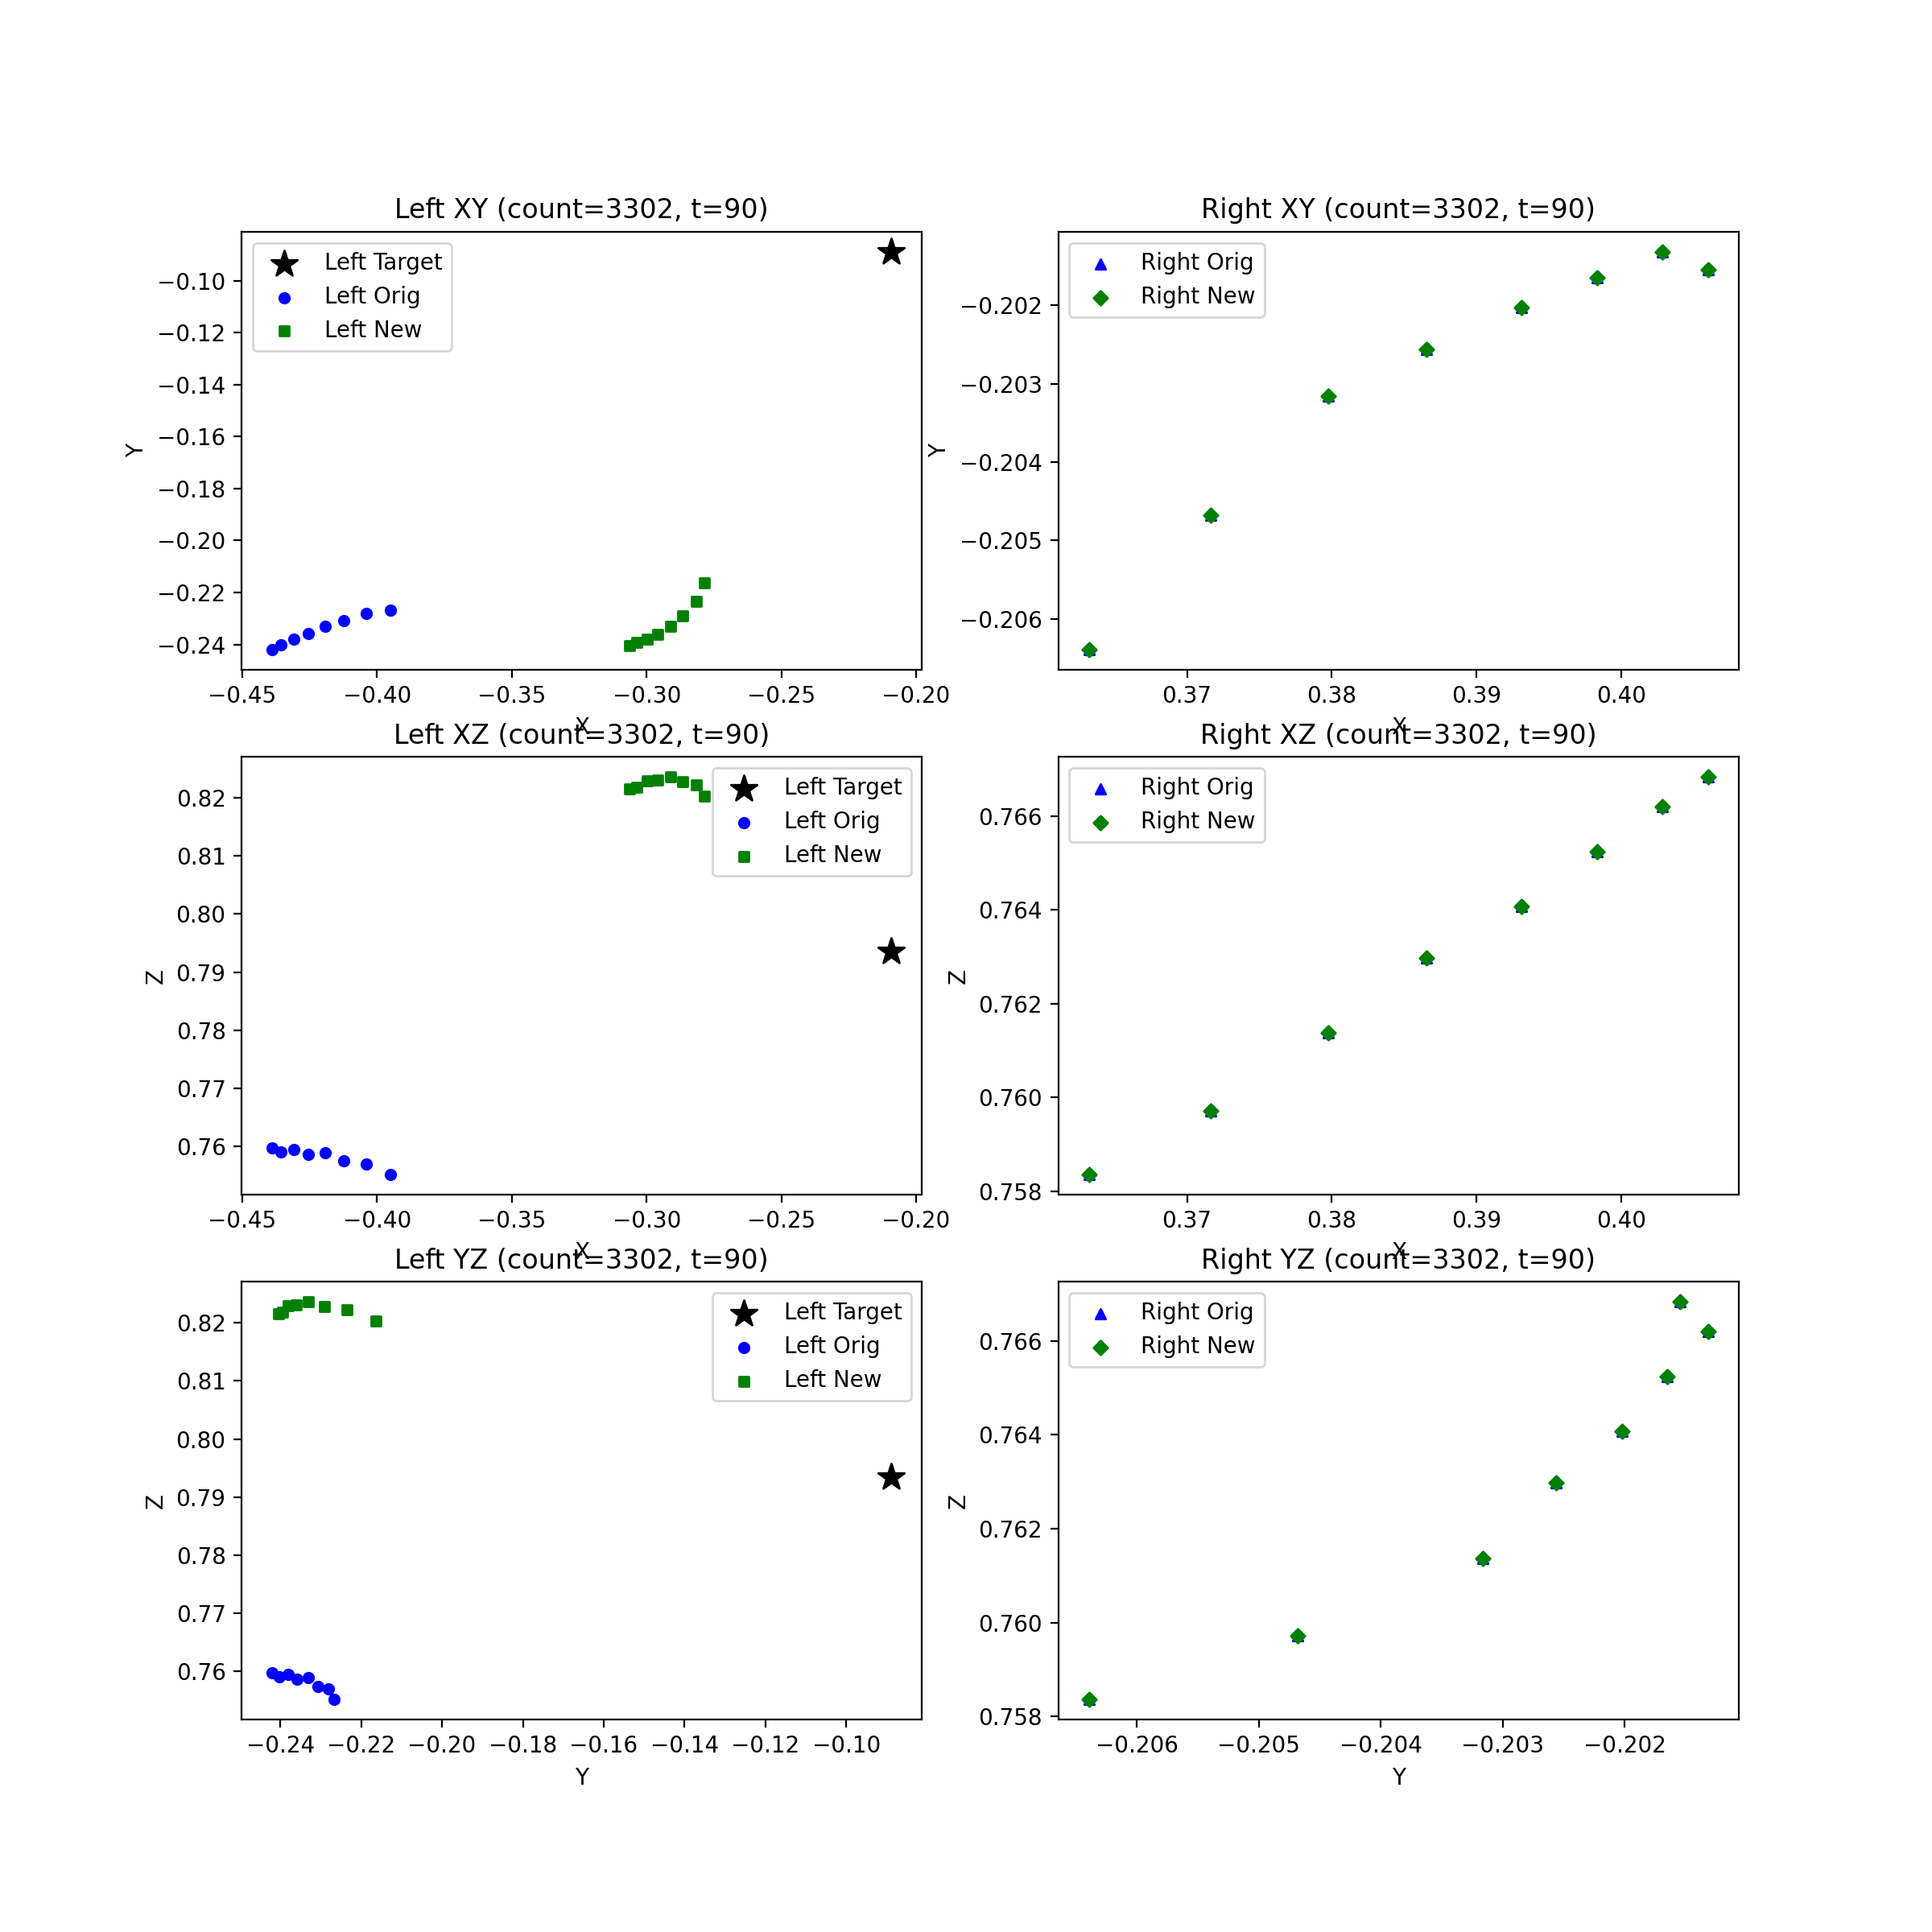 Left XY (count=3302, t=90)
Left Target
Left Orig
Left New
Y
−0.10
−0.12
−0.14
−0.16
−0.18
−0.20
−0.22
−0.24
−0.45 −0.40 −0.35 −0.30 −0.25 −0.20
X
Right XY (count=3302, t=90)
Right Orig
Right New
Y
−0.202
−0.203
−0.204
−0.205
−0.206
0.37 0.38 0.39 0.40
X
Left XZ (count=3302, t=90)
Left Target
Left Orig
Left New
Z
0.82
0.81
0.80
0.79
0.78
0.77
0.76
−0.45 −0.40 −0.35 −0.30 −0.25 −0.20
X
Right XZ (count=3302, t=90)
Right Orig
Right New
Z
0.766
0.764
0.762
0.760
0.758
0.37 0.38 0.39 0.40
X
Left YZ (count=3302, t=90)
Left Target
Left Orig
Left New
Z
0.82
0.81
0.80
0.79
0.78
0.77
0.76
−0.24 −0.22 −0.20 −0.18 −0.16 −0.14 −0.12 −0.10
Y
Right YZ (count=3302, t=90)
Right Orig
Right New
Z
0.766
0.764
0.762
0.760
0.758
−0.206 −0.205 −0.204 −0.203 −0.202
Y